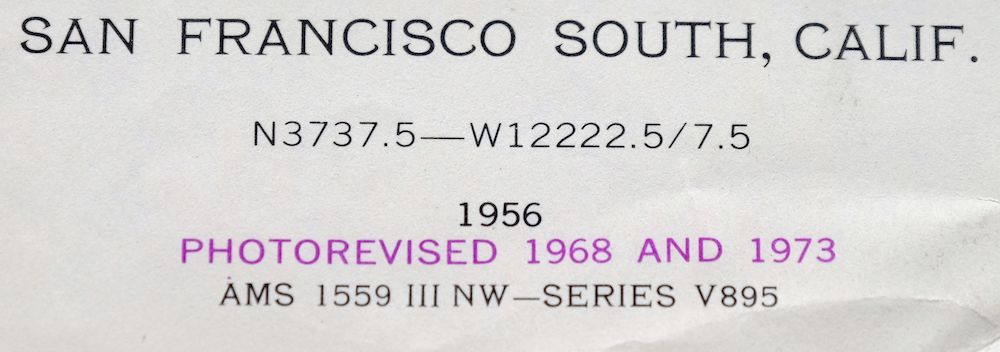 SAN FRANCISCO SOUTH, CALIF.
N3737.5—W12222.5/7.5
1956
PHOTOREVISED 1968 AND 1973
AMS 1559 III NW—SERIES V895